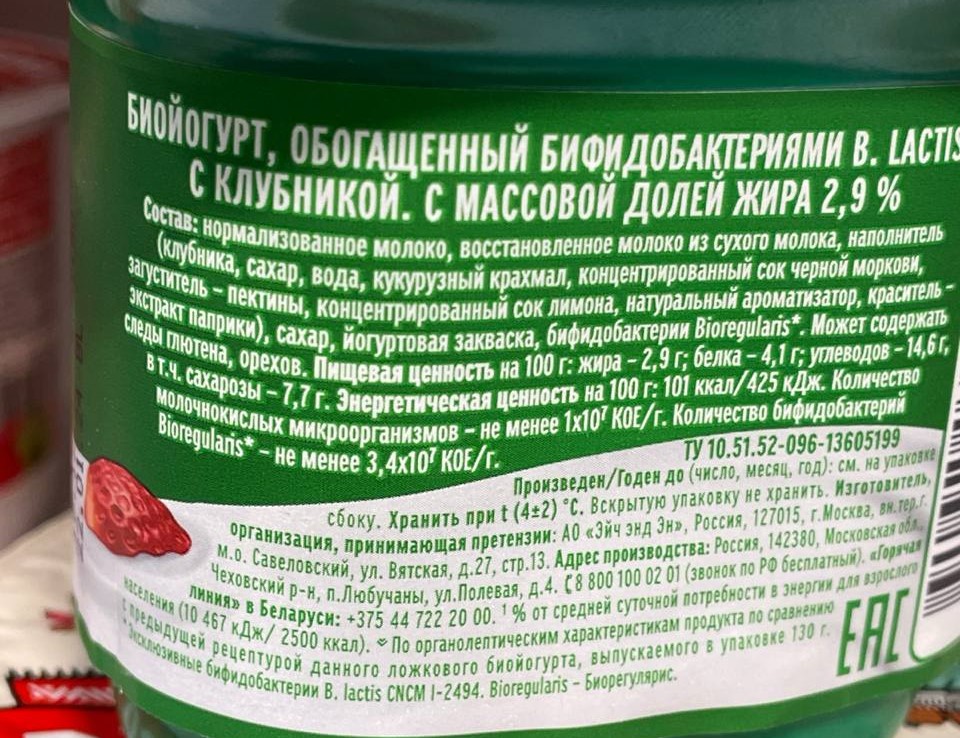 БИОЙОГУРТ, ОБОГАЩЕННЫЙ БИФИДОБАКТЕРИЯМИ B. LACTIS
С КЛУБНИКОЙ. С МАССОВОЙ ДОЛЕЙ ЖИРА 2,9 %
Состав: нормализованное молоко, восстановленное молоко из сухого молока, наполнитель
(клубника, сахар, вода, кукурузный крахмал, концентрированный сок черной моркови,
загуститель – пектины, концентрированный сок лимона, натуральный ароматизатор, краситель –
экстракт паприки), сахар, йогуртовая закваска, бифидобактерии Bioregularis*. Может содержать
следы глютена, орехов. Пищевая ценность на 100 г: жира – 2,9 г; белка – 4,1 г; углеводов – 14,6 г,
в т.ч. сахарозы – 7,7 г. Энергетическая ценность на 100 г: 101 ккал/425 кДж. Количество
молочнокислых микроорганизмов – не менее 1x10⁷ КОЕ/г. Количество бифидобактерий
Bioregularis* – не менее 3,4x10⁷ КОЕ/г.
ТУ 10.51.52-096-13605199
Произведен/Годен до (число, месяц, год): см. на упаковке
сбоку. Хранить при t (4±2) °C. Вскрытую упаковку не хранить. Изготовитель,
организация, принимающая претензии: АО «Эйч энд Эн», Россия, 127015, г.Москва, вн.тер.г.
м.о. Савеловский, ул. Вятская, д.27, стр.13. Адрес производства: Россия, 142380, Московская обл.,
Чеховский р-н, п.Любучаны, ул.Полевая, д.4. 8 800 100 02 01 (звонок по РФ бесплатный). «Горячая
линия» в Беларуси: +375 44 722 20 00. ¹ % от средней суточной потребности в энергии для взрослого
населения (10 467 кДж/ 2500 ккал). По органолептическим характеристикам продукта по сравнению
с предыдущей рецептурой данного ложкового биойогурта, выпускаемого в упаковке 130 г.
*Эксклюзивные бифидобактерии B. lactis CNCM I-2494. Bioregularis – Биорегулярис.
EAC